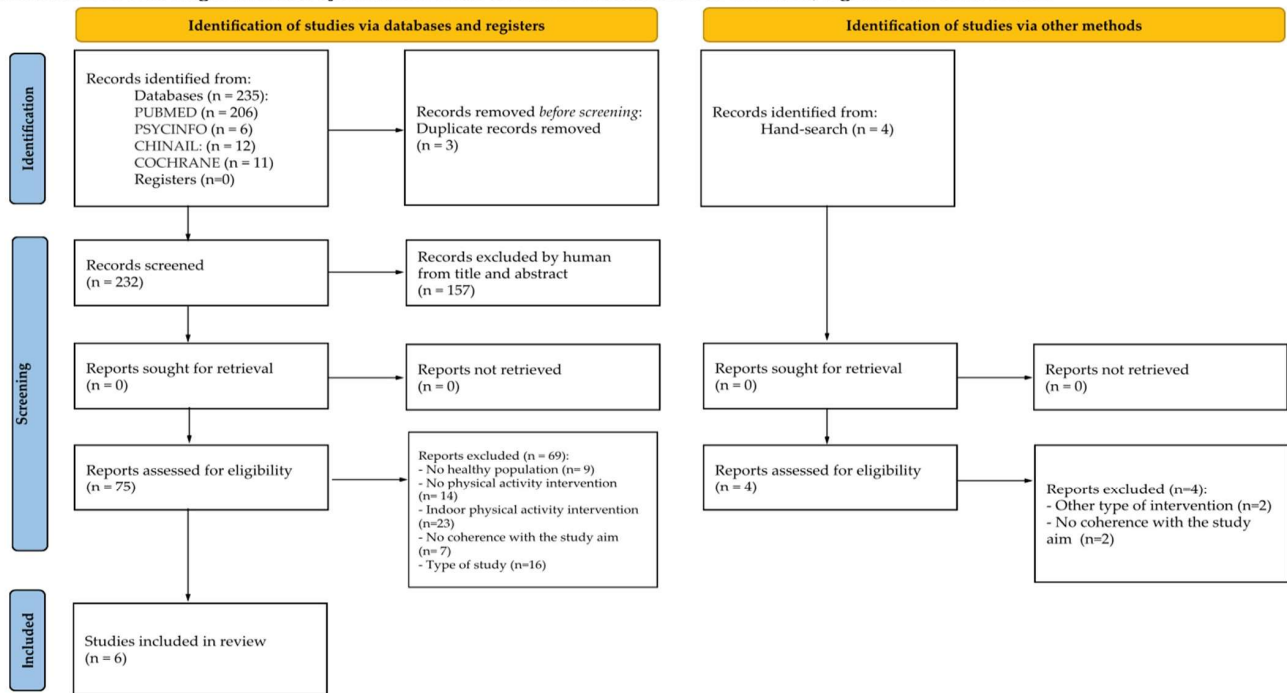 Identification of studies via databases and registers
Identification of studies via other methods
Identification
Records identified from:
Databases (n = 235):
PUBMED (n = 206)
PSYCINFO (n = 6)
CHINAIL: (n = 12)
COCHRANE (n = 11)
Registers (n=0)
Records removed before screening:
Duplicate records removed
(n = 3)
Records identified from:
Hand-search (n = 4)
Screening
Records screened
(n = 232)
Records excluded by human
from title and abstract
(n = 157)
Reports sought for retrieval
(n = 0)
Reports not retrieved
(n = 0)
Reports sought for retrieval
(n = 0)
Reports not retrieved
(n = 0)
Reports assessed for eligibility
(n = 75)
Reports excluded (n = 69):
- No healthy population (n= 9)
- No physical activity intervention
(n= 14)
- Indoor physical activity intervention
(n=23)
- No coherence with the study aim
(n= 7)
- Type of study (n=16)
Reports assessed for eligibility
(n = 4)
Reports excluded (n=4):
- Other type of intervention (n=2)
- No coherence with the study
aim (n=2)
Included
Studies included in review
(n = 6)